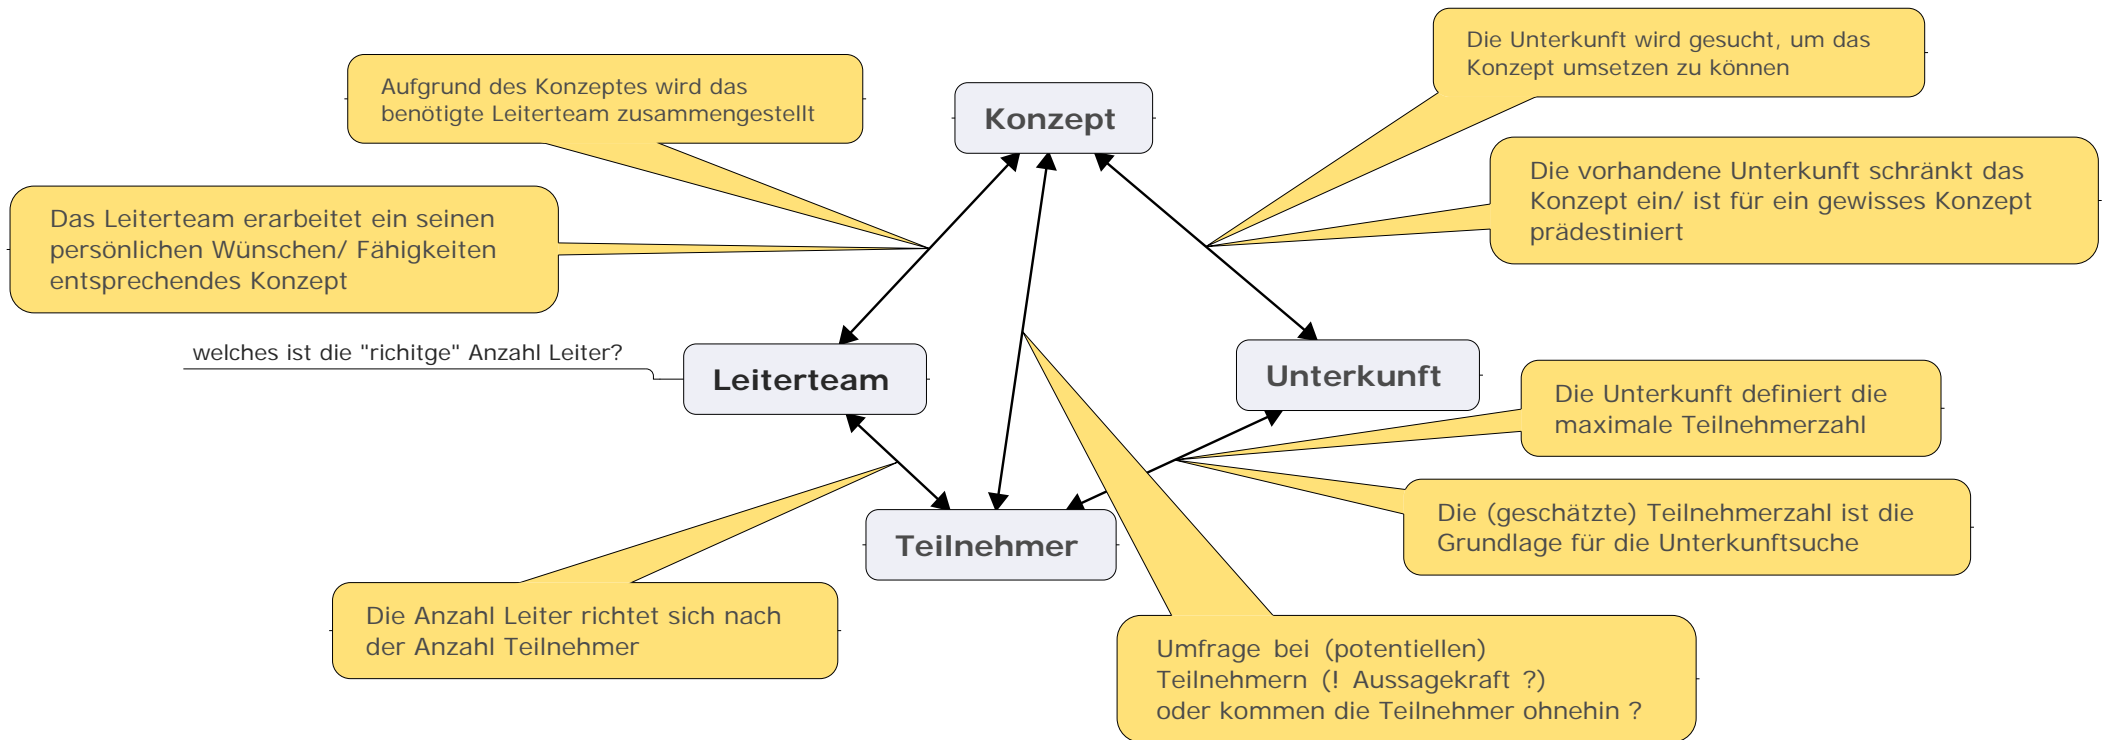 Die Unterkunft wird gesucht, um das
Konzept umsetzen zu können
Aufgrund des Konzeptes wird das
benötigte Leiterteam zusammengestellt
Konzept
Die vorhandene Unterkunft schränkt das
Konzept ein/ ist für ein gewisses Konzept
prädestiniert
Das Leiterteam erarbeitet ein seinen
persönlichen Wünschen/ Fähigkeiten
entsprechendes Konzept
welches ist die "richitge" Anzahl Leiter?
Leiterteam
Unterkunft
Die Unterkunft definiert die
maximale Teilnehmerzahl
Die (geschätzte) Teilnehmerzahl ist die
Grundlage für die Unterkunftsuche
Teilnehmer
Die Anzahl Leiter richtet sich nach
der Anzahl Teilnehmer
Umfrage bei (potentiellen)
Teilnehmern (! Aussagekraft ?)
oder kommen die Teilnehmer ohnehin ?